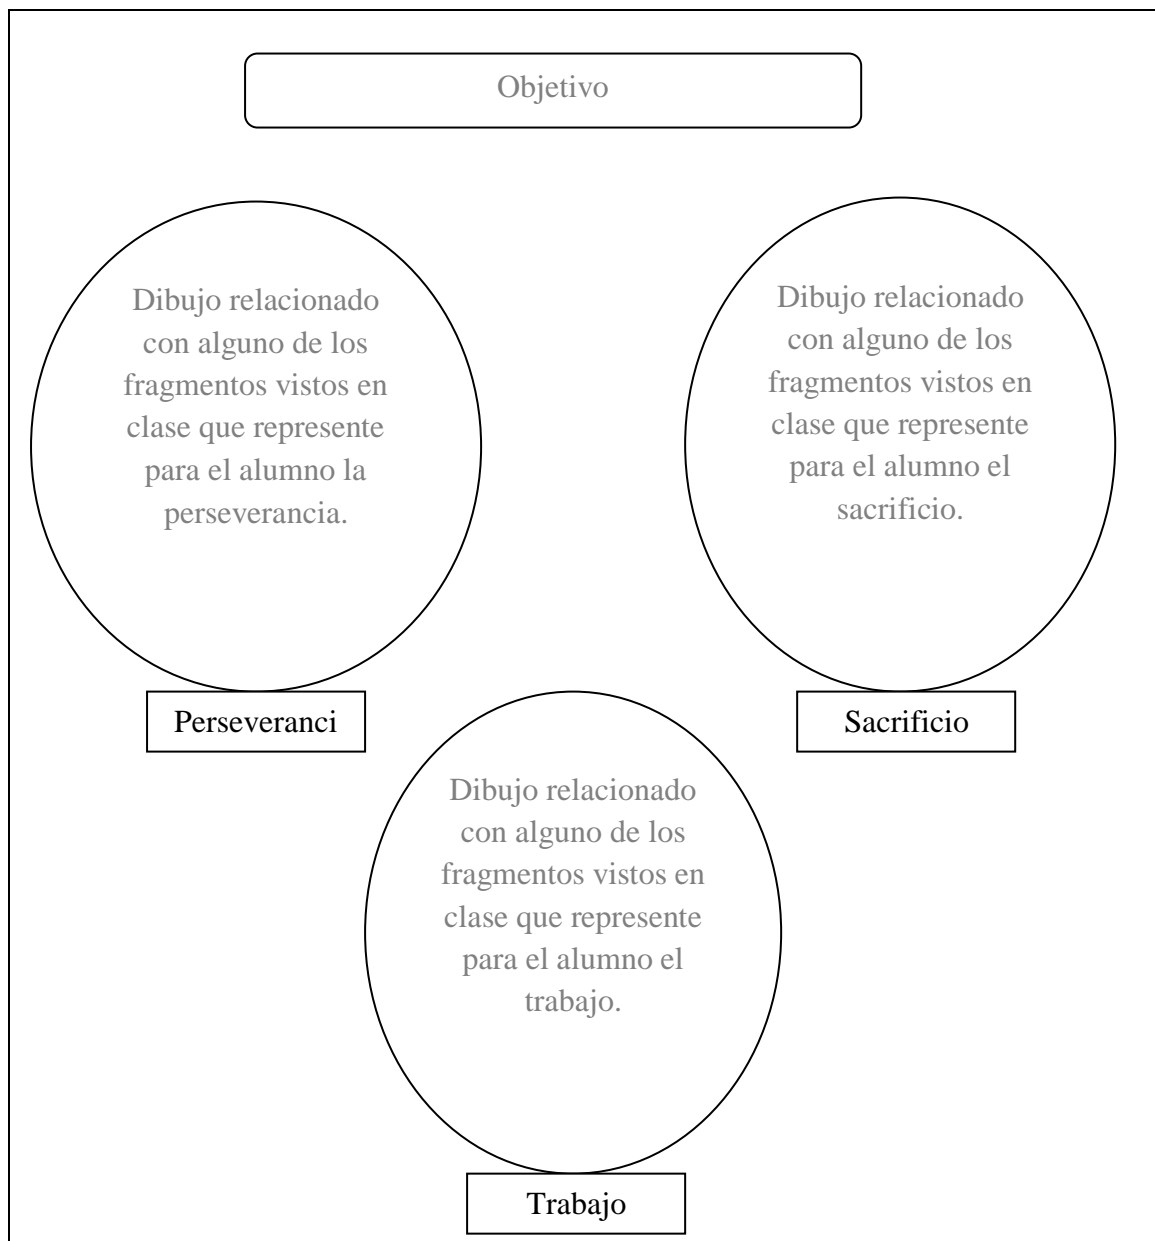 Objetivo
Dibujo relacionado
con alguno de los
fragmentos vistos en
clase que represente
para el alumno la
perseverancia.
Dibujo relacionado
con alguno de los
fragmentos vistos en
clase que represente
para el alumno el
sacrificio.
Perseveranci
Sacrificio
Dibujo relacionado
con alguno de los
fragmentos vistos en
clase que represente
para el alumno el
trabajo.
Trabajo